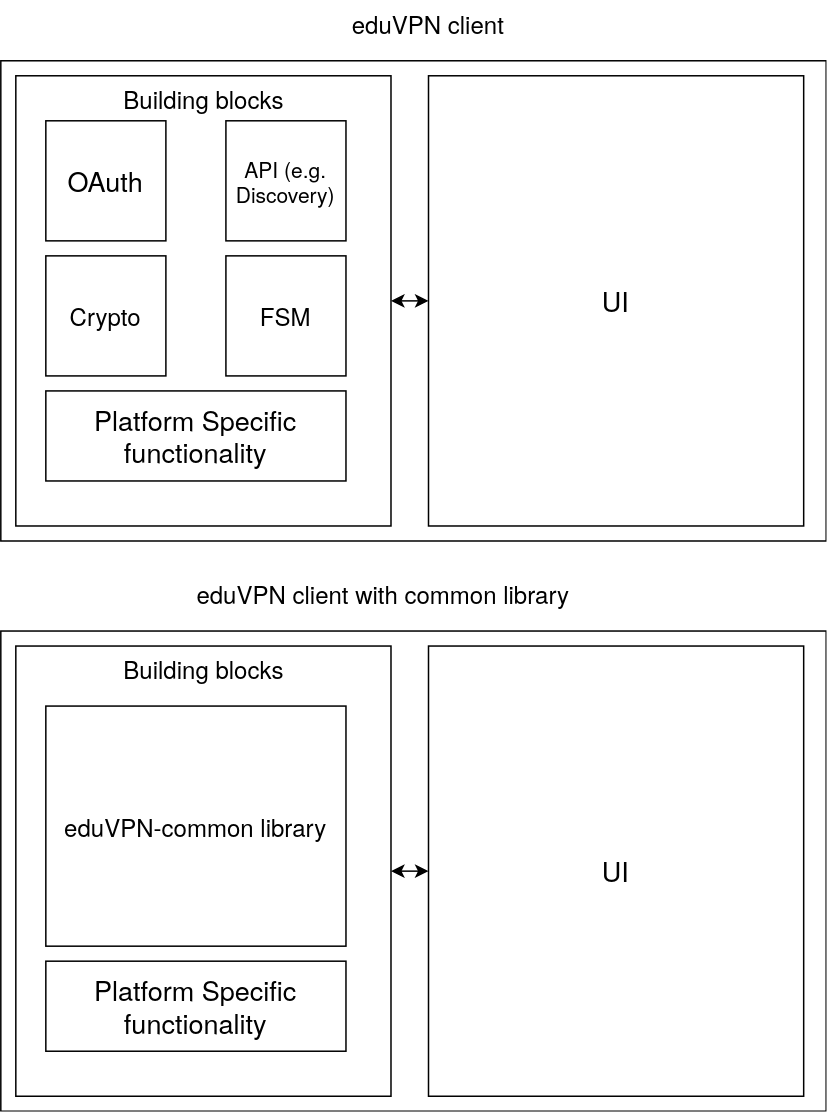 eduVPN client
Building blocks
OAuth
API (e.g.
Discovery)
Crypto
FSM
Platform Specific
functionality
UI
eduVPN client with common library
Building blocks
eduVPN-common library
Platform Specific
functionality
UI